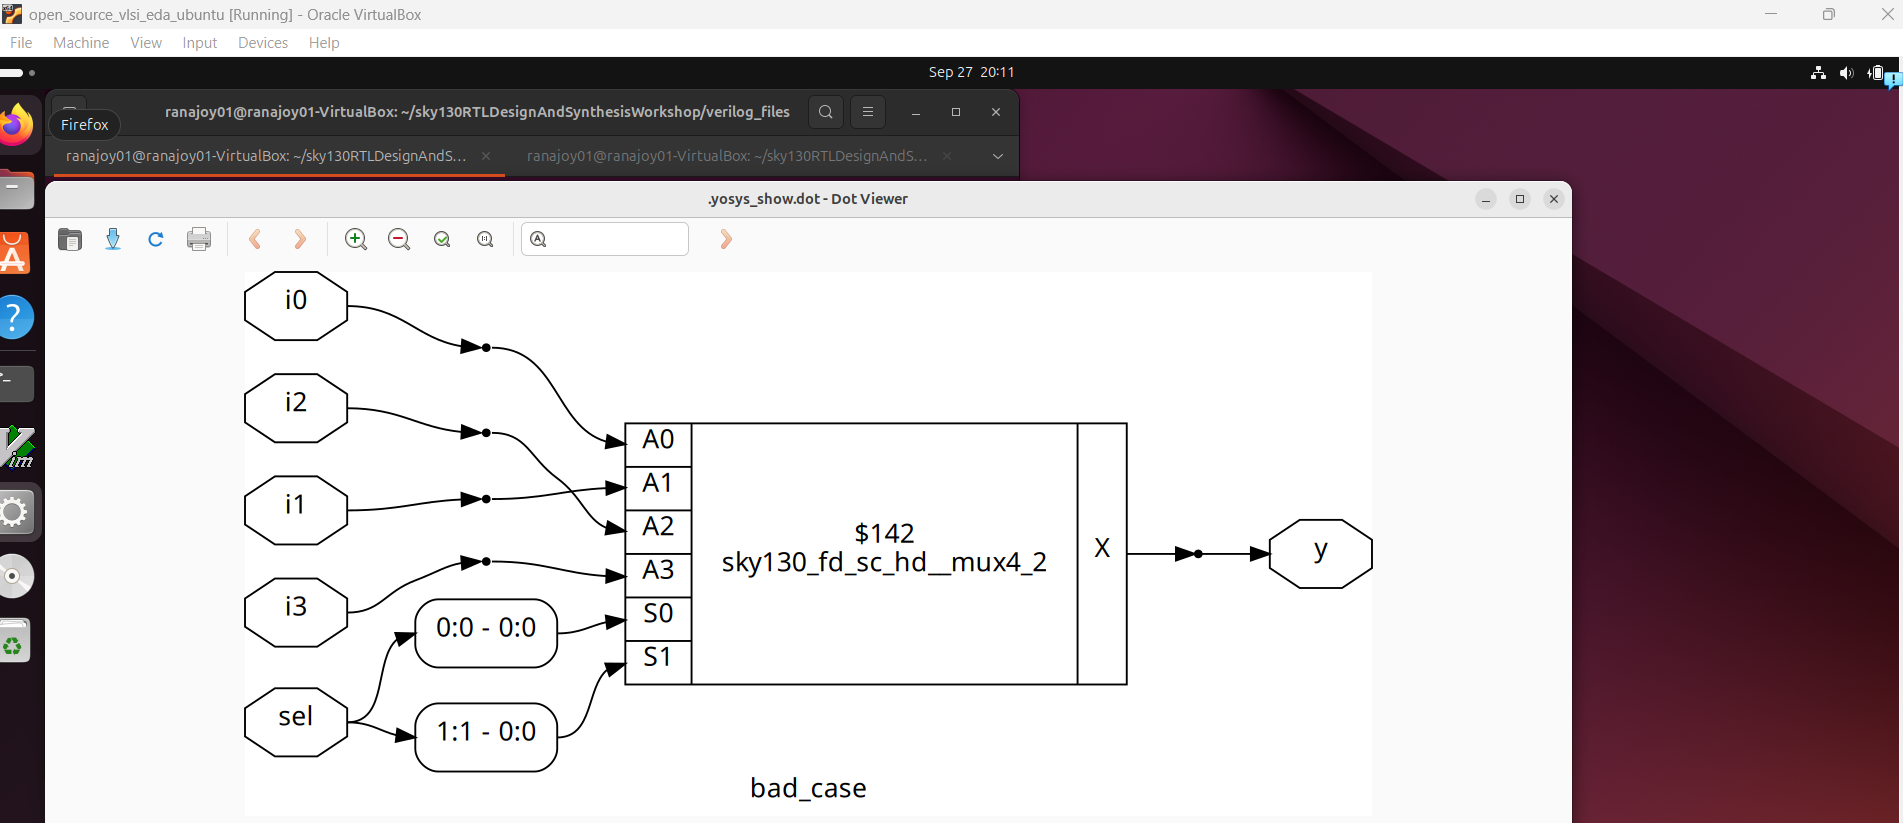 open_source_vlsi_eda_ubuntu [Running] - Oracle VirtualBox
File Machine View Input Devices Help
Sep 27 20:11
ranajoy01@ranajoy01-VirtualBox: ~/sky130RTLDesignAndSynthesisWorkshop/verilog_files
Firefox
ranajoy01@ranajoy01-VirtualBox: ~/sky130RTLDesignAndS...
ranajoy01@ranajoy01-VirtualBox: ~/sky130RTLDesignAndS...
.yosys_show.dot - Dot Viewer
i0
i2
i1
i3
sel
0:0 - 0:0
1:1 - 0:0
A0
A1
A2
A3
S0
S1
$142
sky130_fd_sc_hd__mux4_2
X
y
bad_case